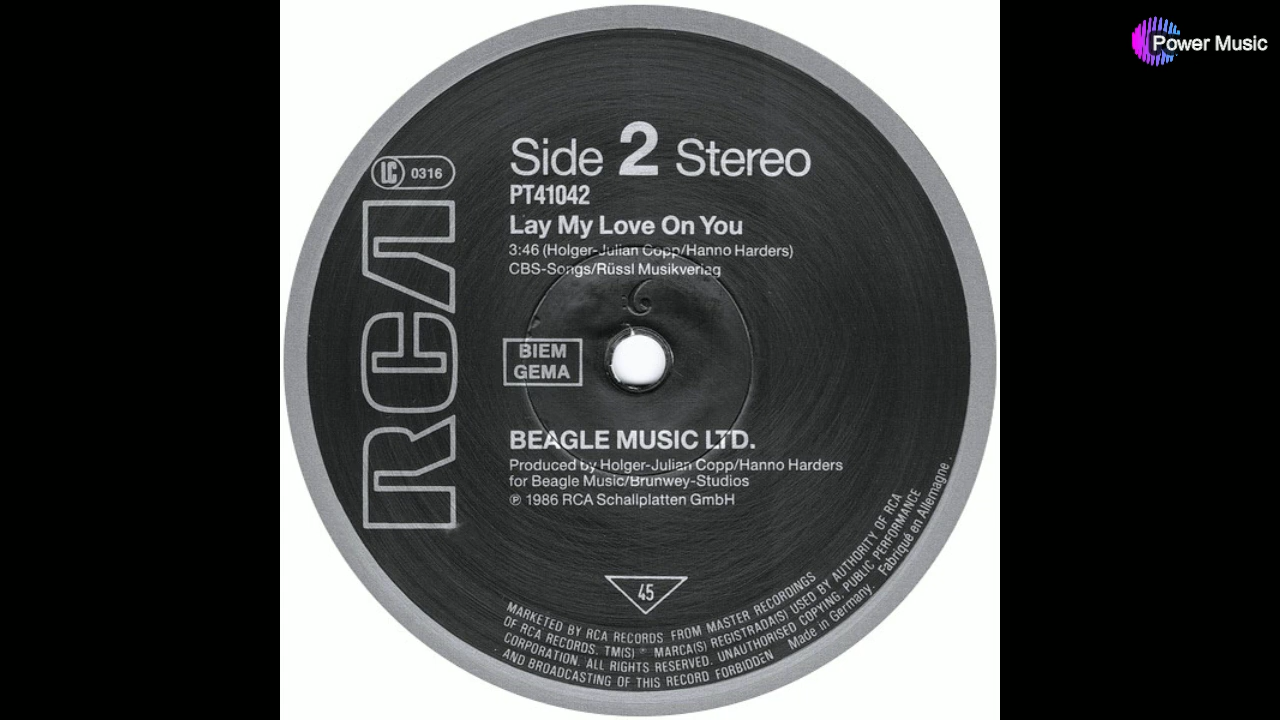 Power Music
Side 2 Stereo
PT41042
Lay My Love On You
3:46 (Holger-Julian Copp/Hanno Harders)
CBS-Songs/Rüssl Musikverlag
LC 0316
RCA
BIEM
GEMA
BEAGLE MUSIC LTD.
Produced by Holger-Julian Copp/Hanno Harders
for Beagle Music/Brunwey-Studios
℗ 1986 RCA Schallplatten GmbH
45
MARKETED BY RCA RECORDS. FROM MASTER RECORDINGS
OF RCA RECORDS. TM(S) ® MARCA(S) REGISTRADA(S) USED BY AUTHORITY OF RCA
CORPORATION. ALL RIGHTS RESERVED. UNAUTHORISED COPYING, PUBLIC PERFORMANCE
AND BROADCASTING OF THIS RECORD FORBIDDEN Made in Germany. Fabriqué en Allemagne.